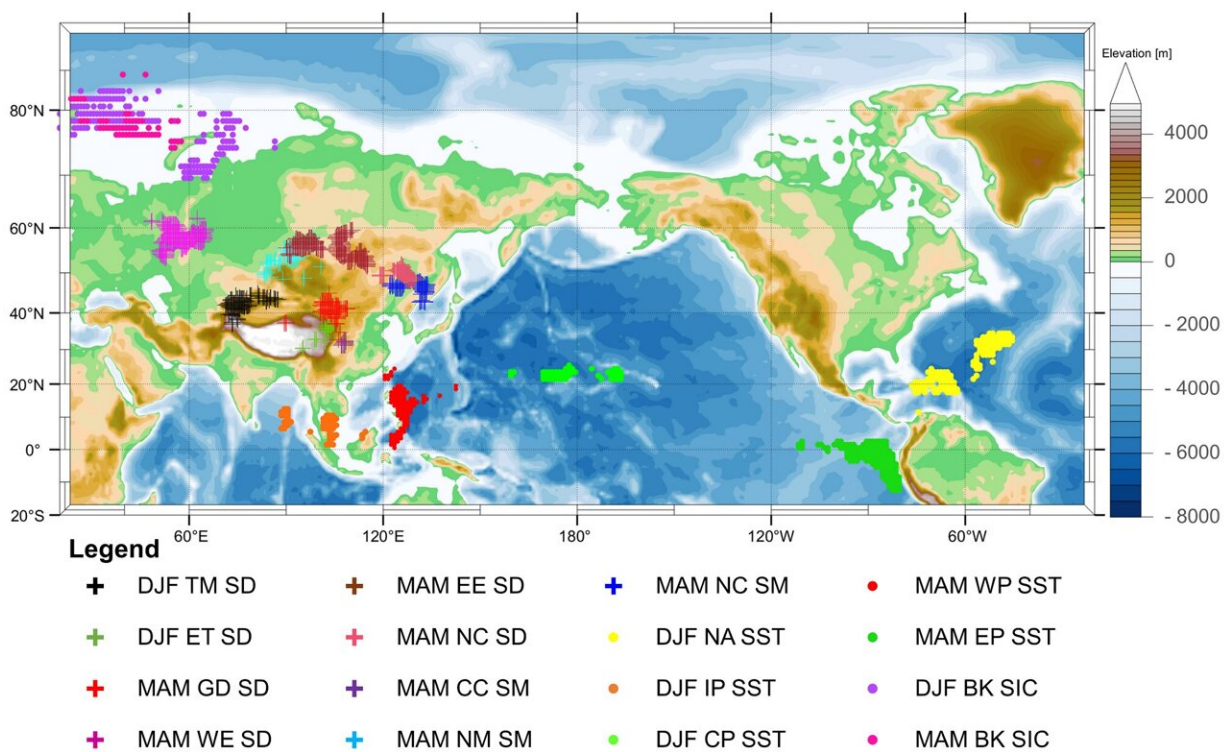 Elevation [m]
80°N
60°N
40°N
20°N
0°
20°S
4000
2000
0
- 2000
- 4000
- 6000
- 8000
60°E 120°E 180° 120°W 60°W
Legend
DJF TM SD MAM EE SD MAM NC SM MAM WP SST
DJF ET SD MAM NC SD DJF NA SST MAM EP SST
MAM GD SD MAM CC SM DJF IP SST DJF BK SIC
MAM WE SD MAM NM SM DJF CP SST MAM BK SIC